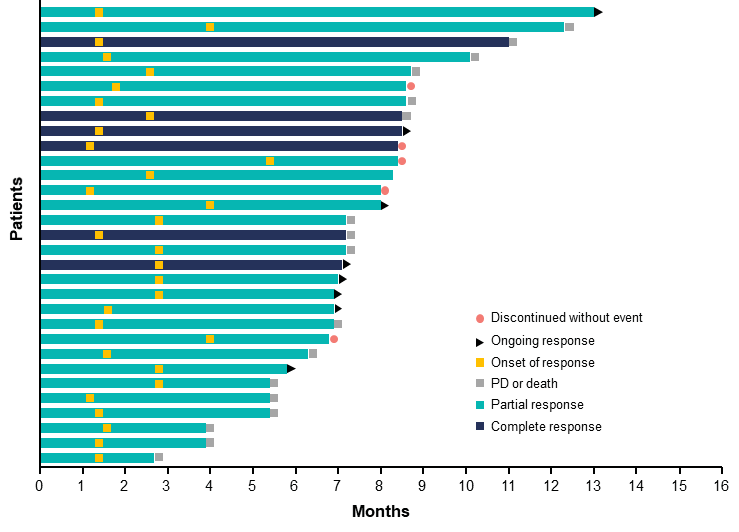 Patients
Discontinued without event
Ongoing response
Onset of response
PD or death
Partial response
Complete response
0 1 2 3 4 5 6 7 8 9 10 11 12 13 14 15 16
Months